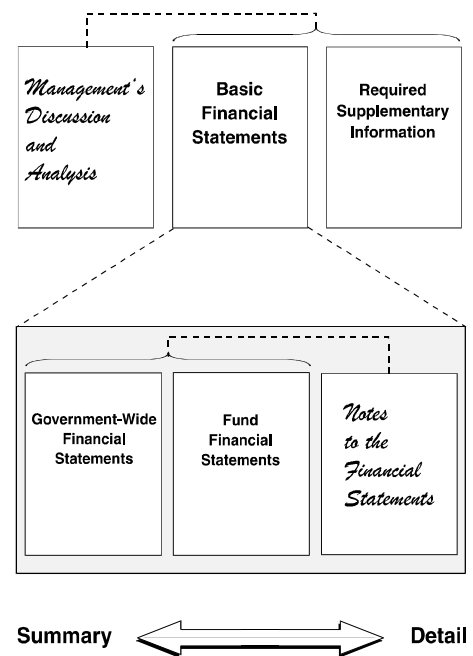 Management's
Discussion
and
Analysis
Basic
Financial
Statements
Required
Supplementary
Information
Government-Wide
Financial
Statements
Fund
Financial
Statements
Notes
to the
Financial
Statements
Summary
Detail